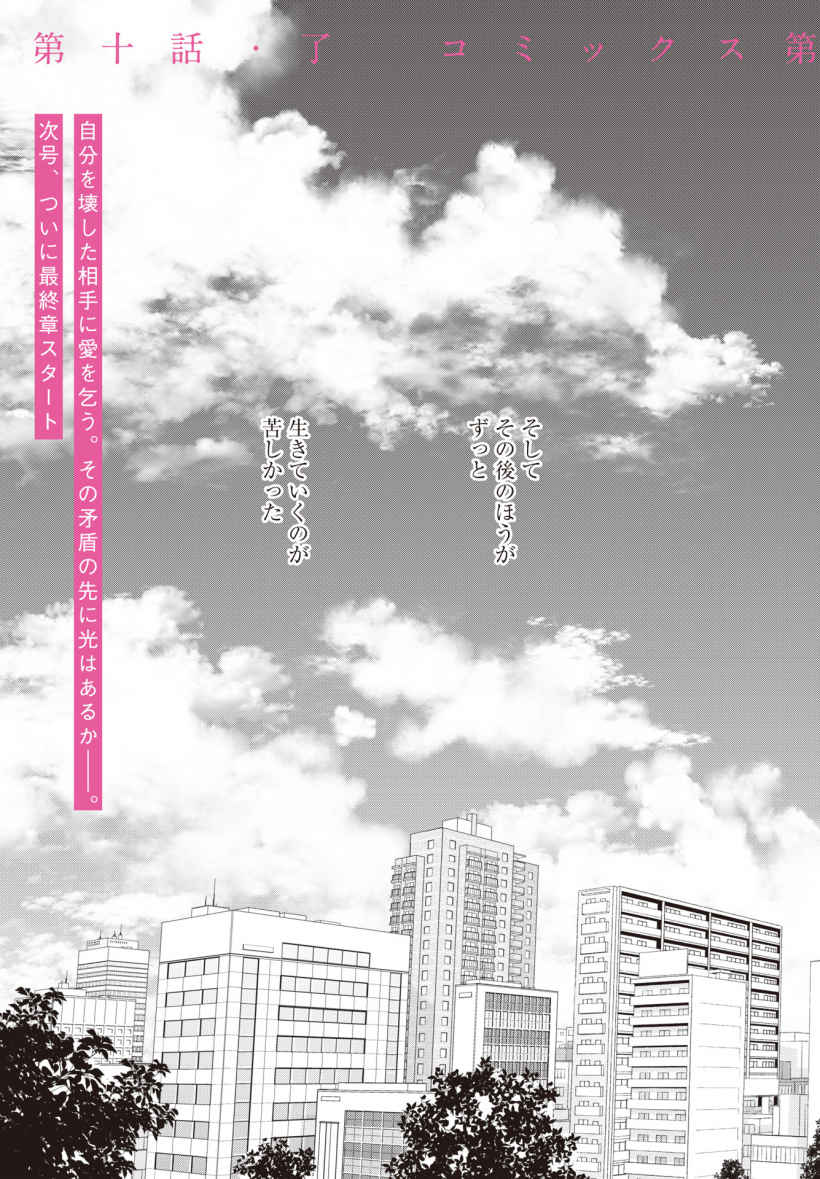 第十話・了 コミックス第
そして
その後のほうが
ずっと
生きていくのが
苦しかった
自分を壊した相手に愛を乞う。その矛盾の先に光はあるか――。
次号、ついに最終章スタート